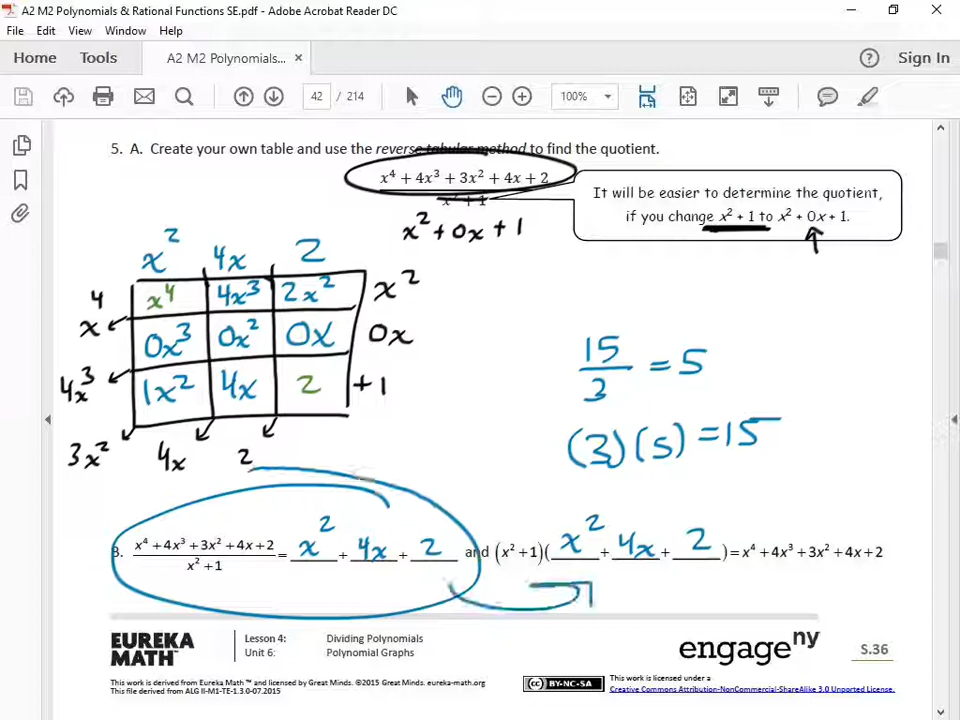 A2 M2 Polynomials & Rational Functions SE.pdf - Adobe Acrobat Reader DC
File Edit View Window Help
Home Tools A2 M2 Polynomials... × Sign In
42 / 214 100%
5. A. Create your own table and use the reverse tabular method to find the quotient.
x⁴ + 4x³ + 3x² + 4x + 2
x² + 1
It will be easier to determine the quotient,
if you change x² + 1 to x² + 0x + 1.
x² + 0x + 1
x² 4x 2
x⁴ x⁴ 4x³ 2x² x²
0x³ 0x² 0x 0x
4x³ 1x² 4x 2 +1
3x² 4x 2
15
3
= 5
(3)(5) = 15
B. x⁴ + 4x³ + 3x² + 4x + 2 / x² + 1 = x² + 4x + 2 and (x² + 1)(x² + 4x + 2) = x⁴ + 4x³ + 3x² + 4x + 2
EUREKA MATH
Lesson 4: Dividing Polynomials
Unit 6: Polynomial Graphs
engageny
S.36
This work is derived from Eureka Math ™ and licensed by Great Minds. ©2015 Great Minds. eureka-math.org
This file derived from ALG II-M1-TE-1.3.0-07.2015
(cc) BY-NC-SA
This work is licensed under a
Creative Commons Attribution-NonCommercial-ShareAlike 3.0 Unported License.